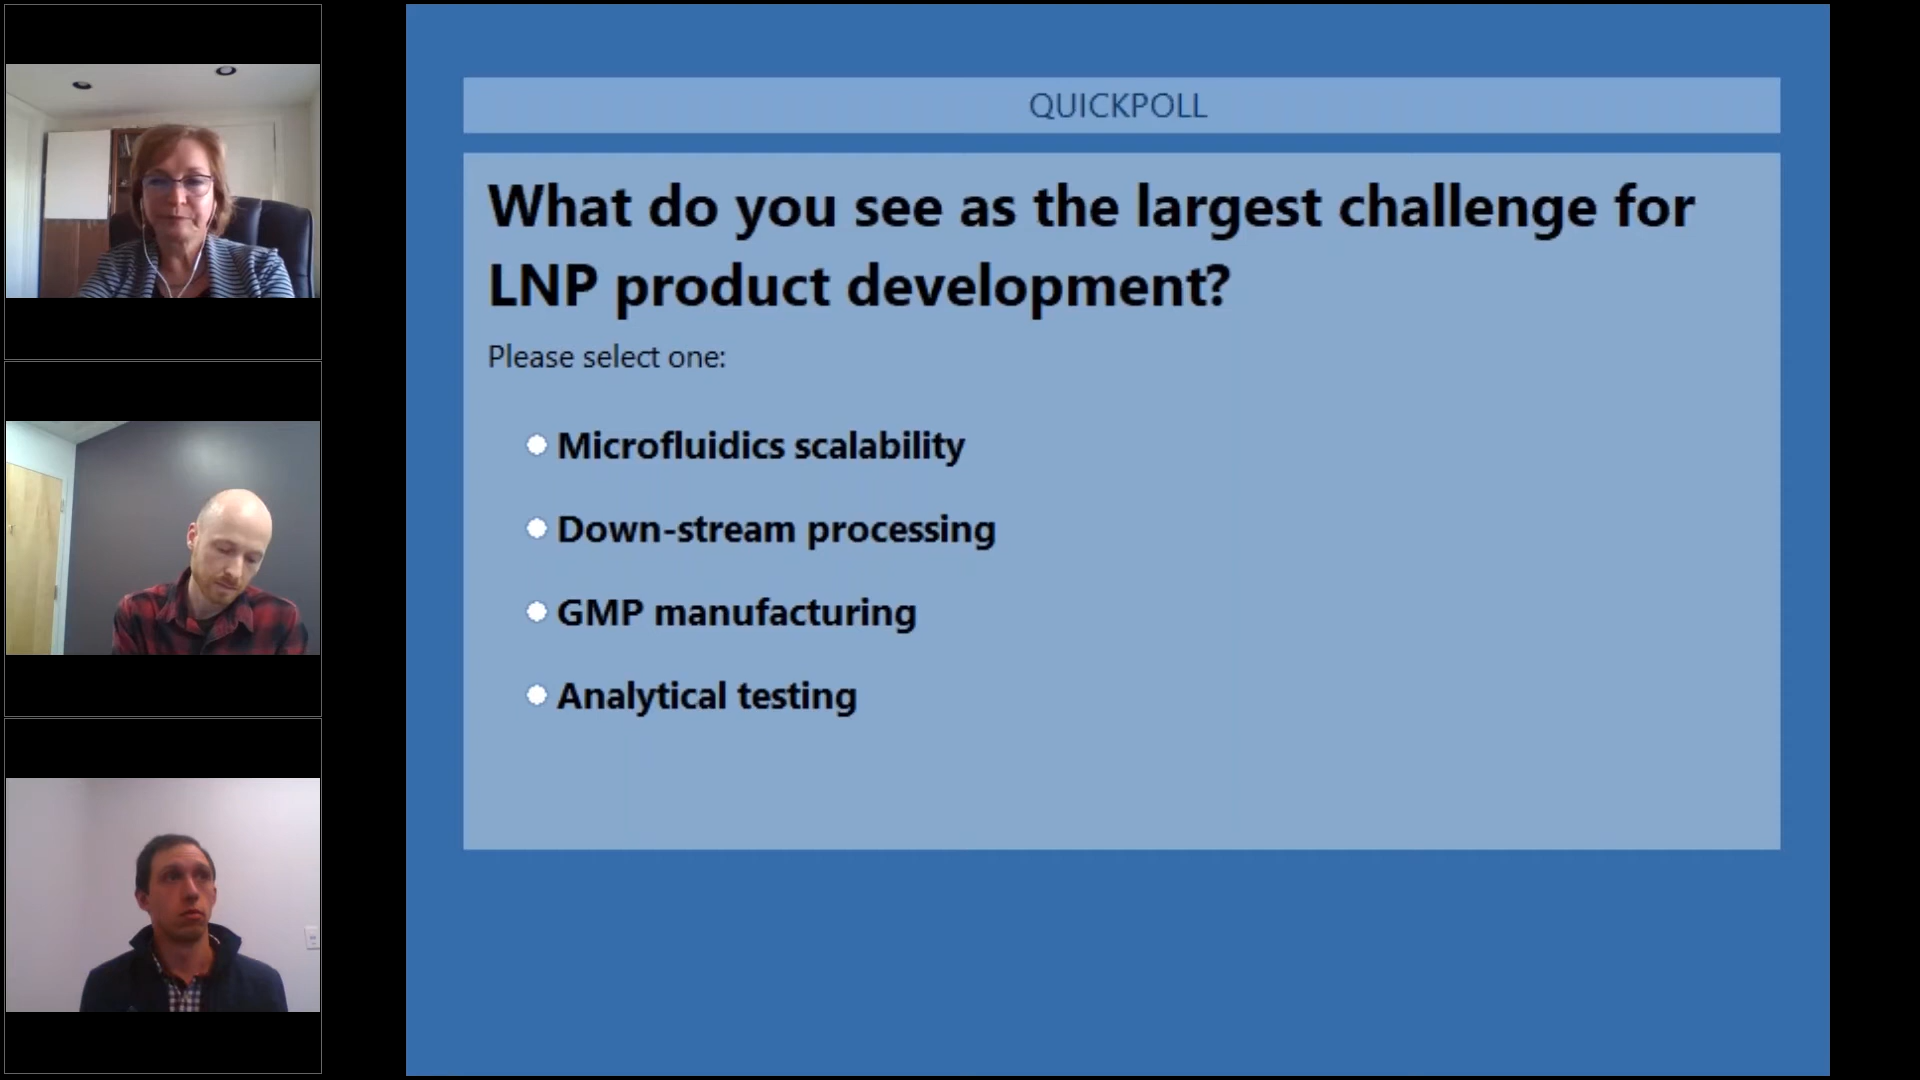 QUICKPOLL
What do you see as the largest challenge for
LNP product development?
Please select one:
Microfluidics scalability
Down-stream processing
GMP manufacturing
Analytical testing